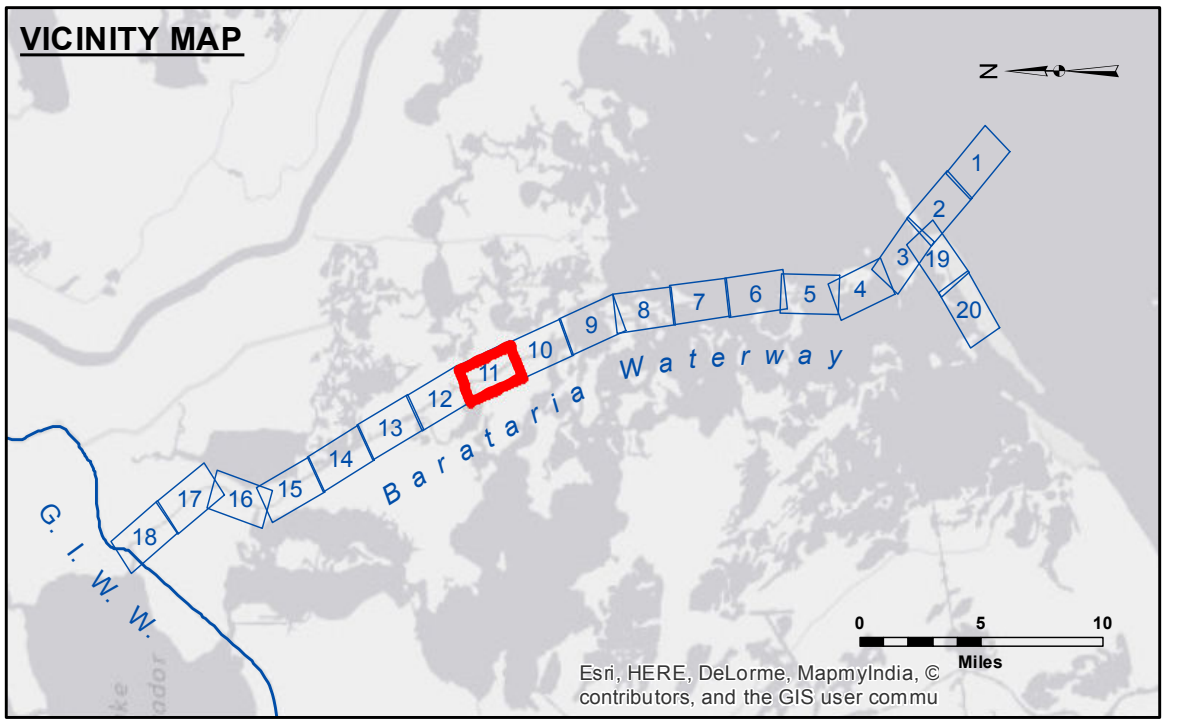 VICINITY MAP
N
1
2
3
19
4
20
5
6
7
8
9
10
11
12
13
14
15
16
17
18
Barataria Waterway
G. I. W. W.
0 5 10
Miles
Esri, HERE, DeLorme, MapmyIndia, ©
contributors, and the GIS user commu
ake
ador